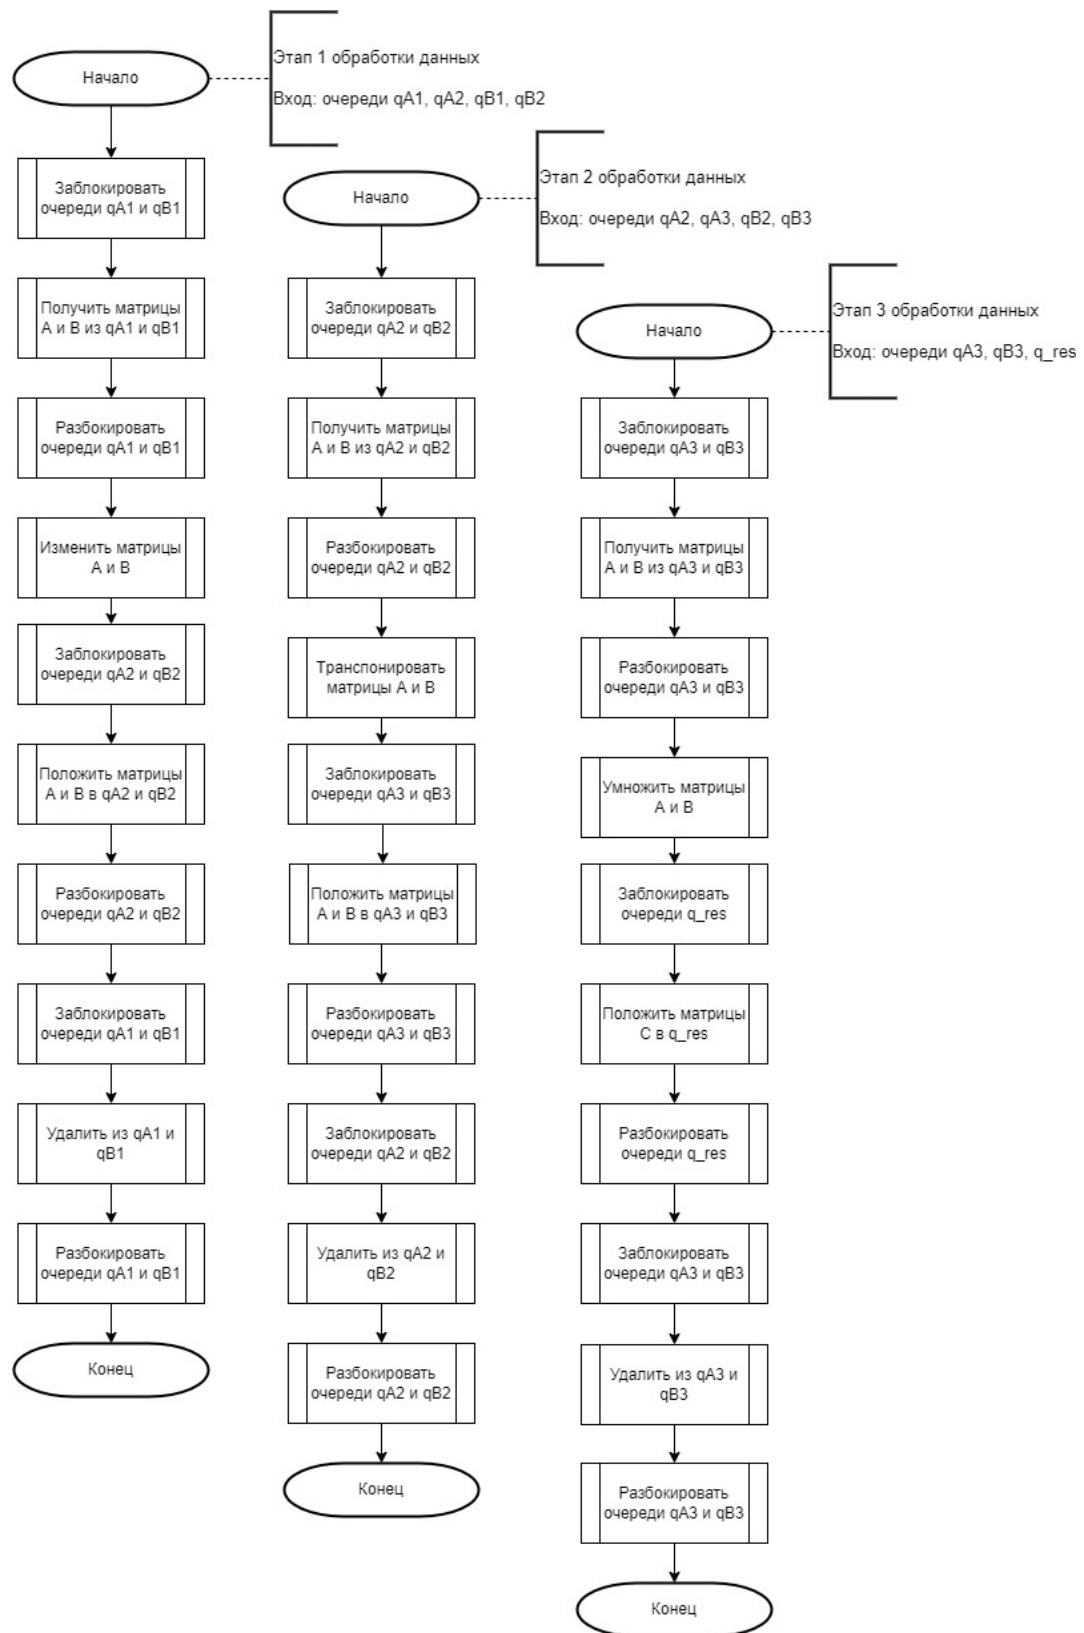 Начало
Этап 1 обработки данных
Вход: очереди qA1, qA2, qB1, qB2
Заблокировать
очереди qA1 и qB1
Получить матрицы
А и В из qA1 и qB1
Разбокировать
очереди qA1 и qB1
Изменить матрицы
А и В
Заблокировать
очереди qA2 и qB2
Положить матрицы
А и В в qA2 и qB2
Разбокировать
очереди qA2 и qB2
Заблокировать
очереди qA1 и qB1
Удалить из qA1 и
qB1
Разбокировать
очереди qA1 и qB1
Конец
Начало
Этап 2 обработки данных
Вход: очереди qA2, qA3, qB2, qB3
Заблокировать
очереди qA2 и qB2
Получить матрицы
А и В из qA2 и qB2
Разбокировать
очереди qA2 и qB2
Транспонировать
матрицы А и В
Заблокировать
очереди qA3 и qB3
Положить матрицы
А и В в qA3 и qB3
Разбокировать
очереди qA3 и qB3
Заблокировать
очереди qA2 и qB2
Удалить из qA2 и
qB2
Разбокировать
очереди qA2 и qB2
Конец
Начало
Этап 3 обработки данных
Вход: очереди qA3, qB3, q_res
Заблокировать
очереди qA3 и qB3
Получить матрицы
А и В из qA3 и qB3
Разбокировать
очереди qA3 и qB3
Умножить матрицы
А и В
Заблокировать
очереди q_res
Положить матрицы
С в q_res
Разбокировать
очереди q_res
Заблокировать
очереди qA3 и qB3
Удалить из qA3 и
qB3
Разбокировать
очереди qA3 и qB3
Конец